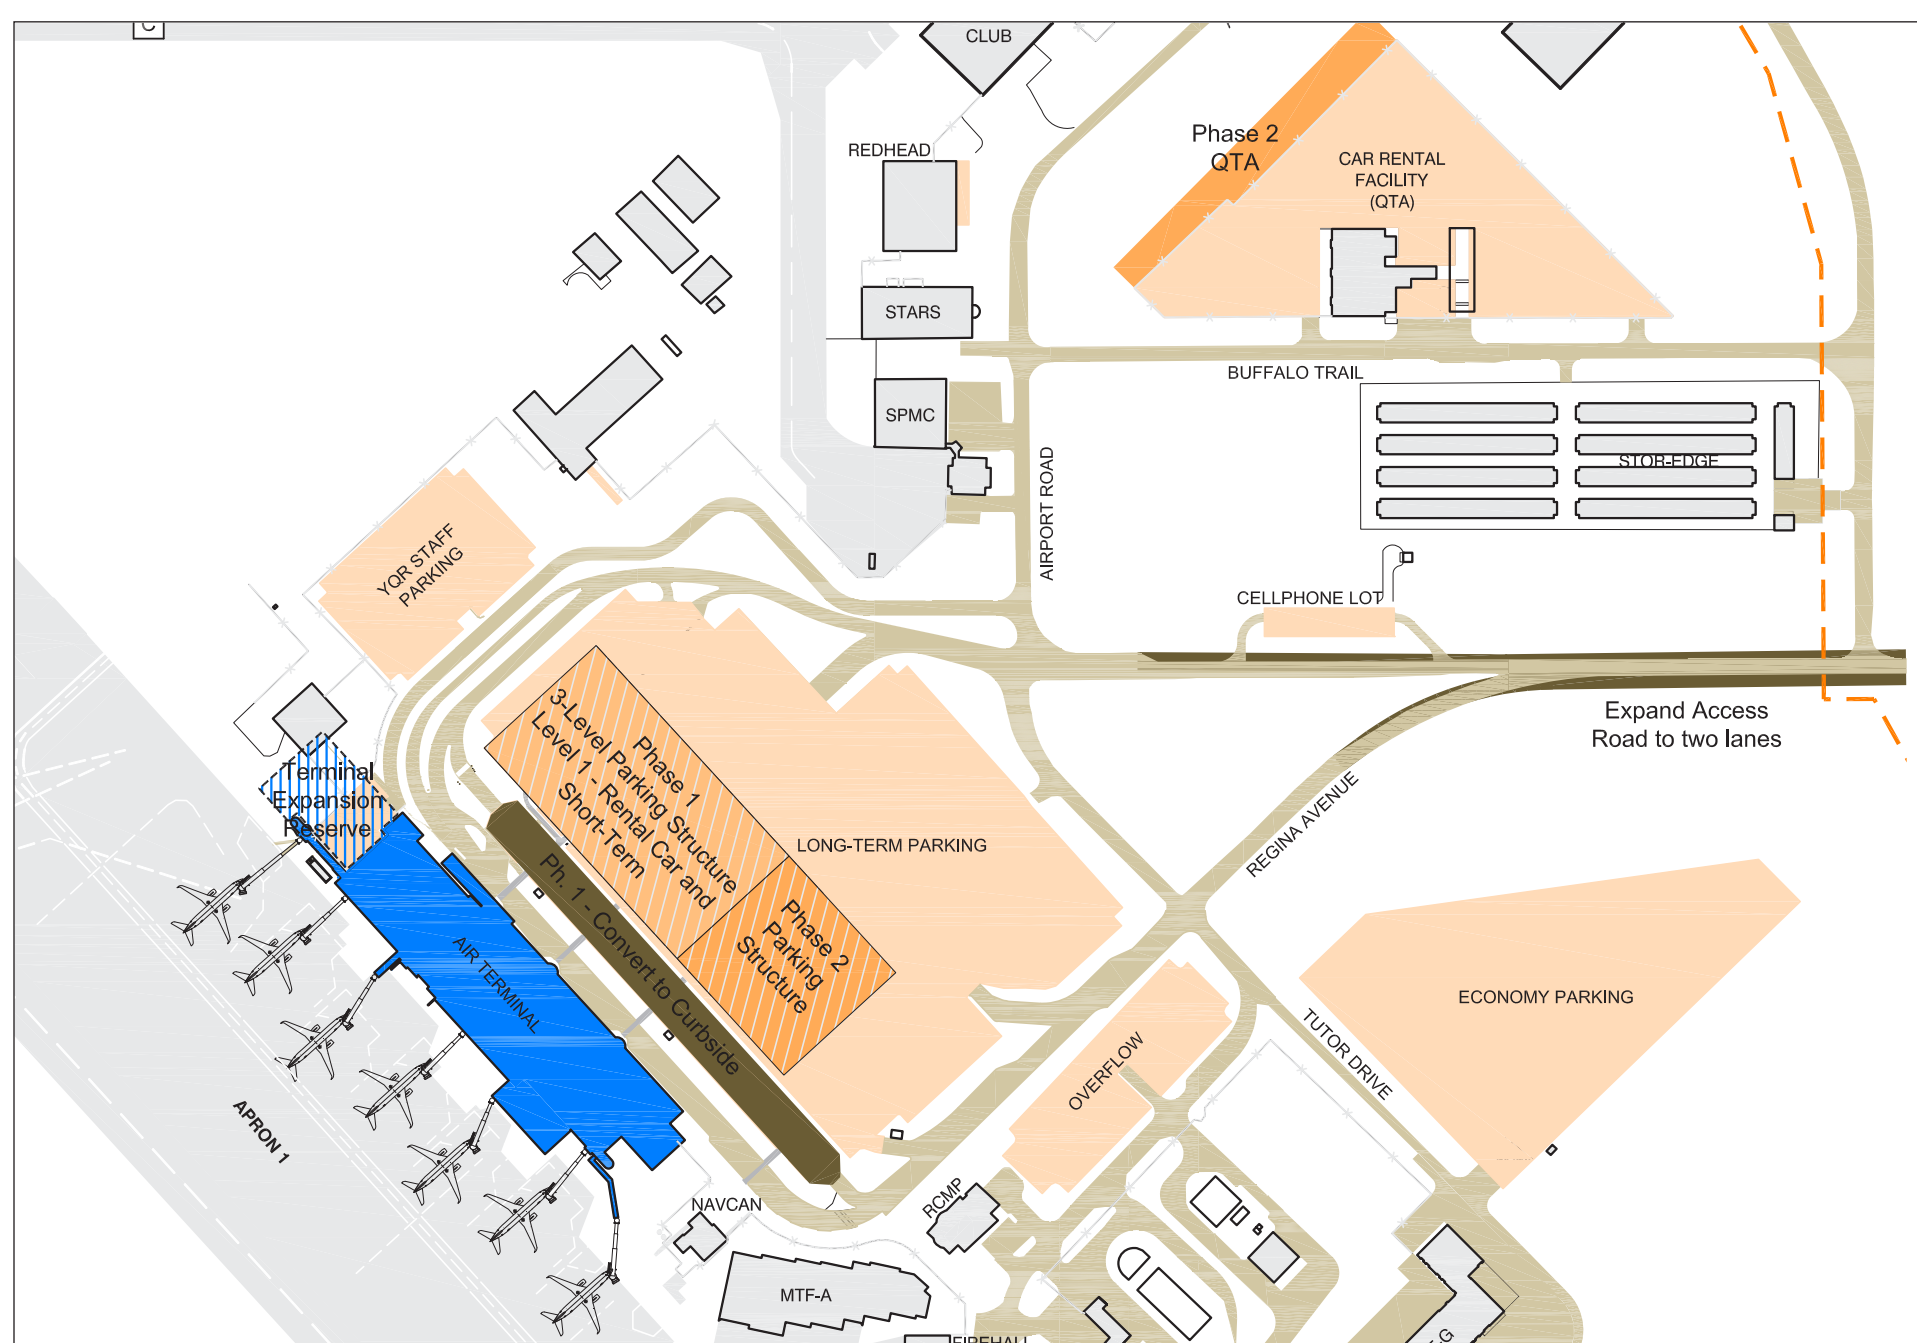 C
CLUB
REDHEAD
Phase 2
QTA
CAR RENTAL
FACILITY
(QTA)
STARS
BUFFALO TRAIL
SPMC
STOR-EDGE
AIRPORT ROAD
YQR STAFF
PARKING
CELLPHONE LOT
Expand Access
Road to two lanes
Phase 1
3-Level Parking Structure
Level 1 - Rental Car and
Short-Term
Terminal
Expansion
Reserve
LONG-TERM PARKING
REGINA AVENUE
Ph. 1 - Convert to Curbside
Phase 2
Parking
Structure
AIR TERMINAL
ECONOMY PARKING
TUTOR DRIVE
OVERFLOW
APRON 1
NAVCAN
RCMP
MTF-A
FIREHALL